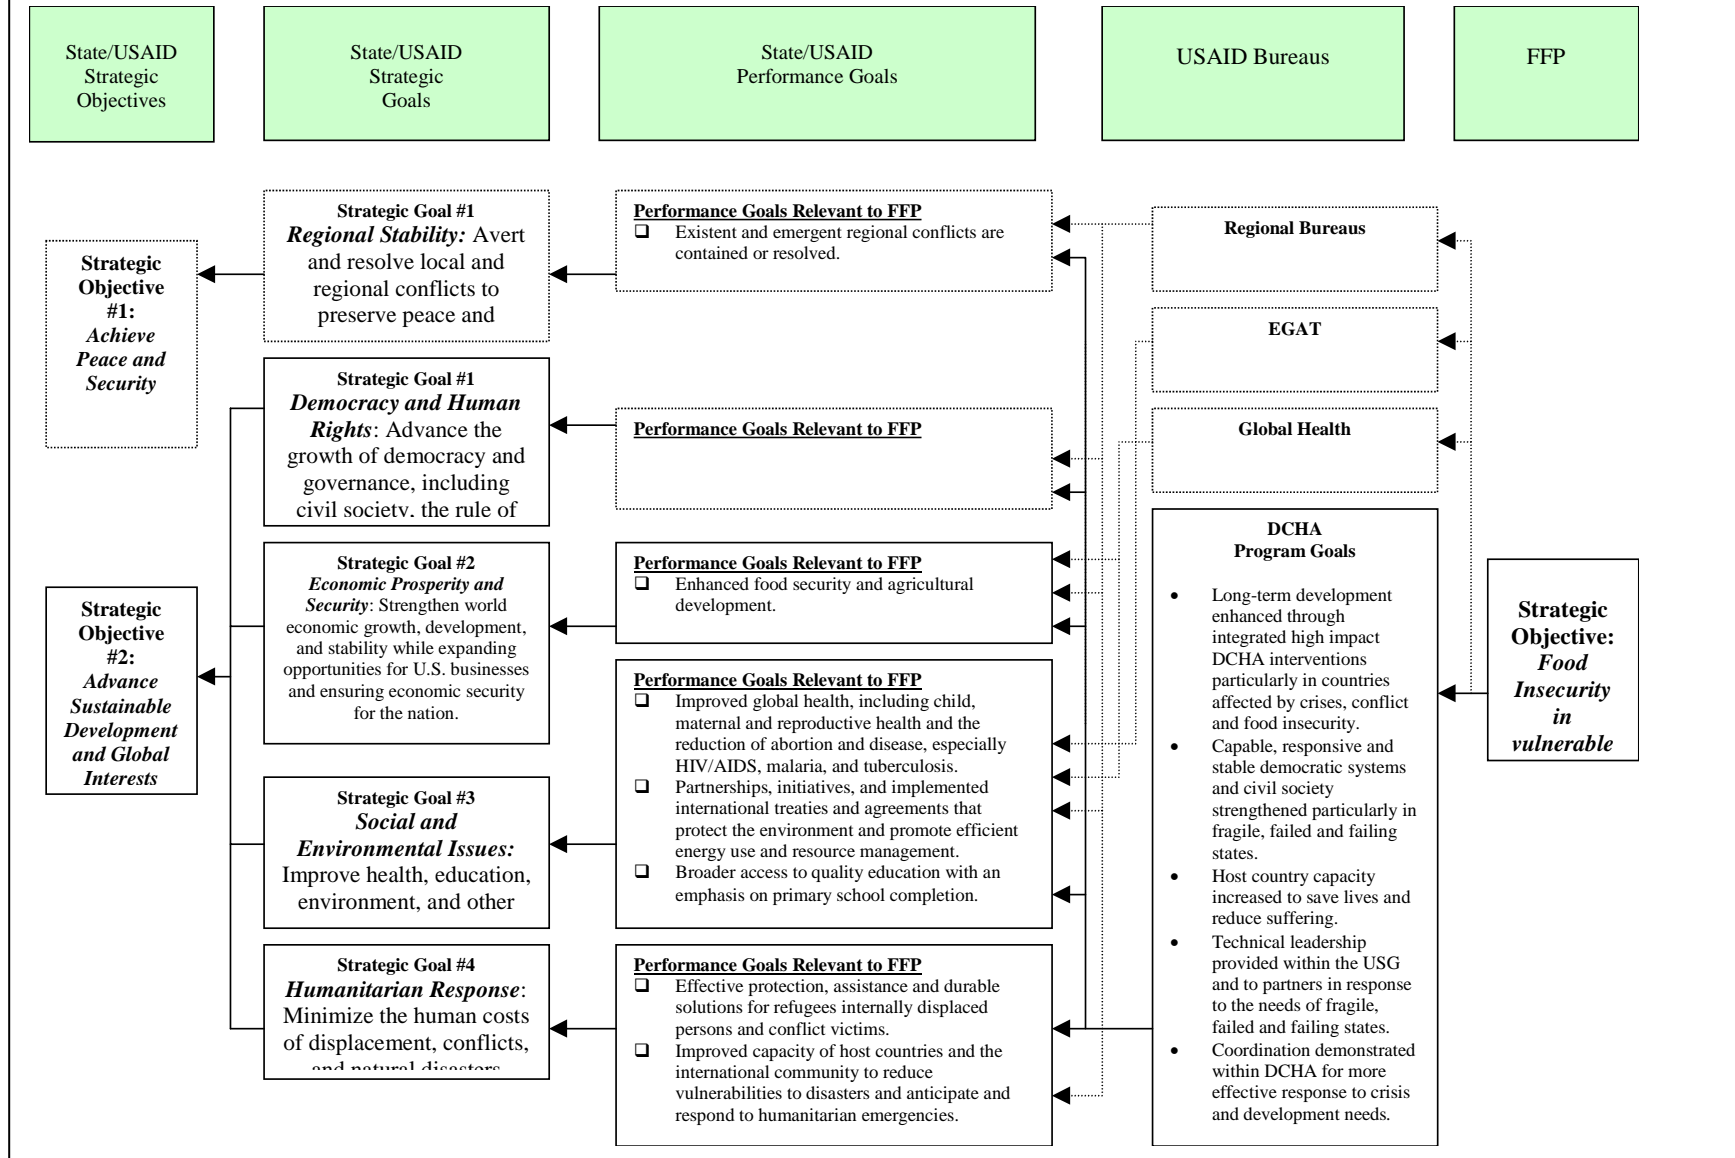 State/USAID
Strategic
Objectives
State/USAID
Strategic
Goals
State/USAID
Performance Goals
USAID Bureaus
FFP
Strategic
Objective
#1:
Achieve
Peace and
Security
Strategic Goal #1
Regional Stability: Avert
and resolve local and
regional conflicts to
preserve peace and
Performance Goals Relevant to FFP
❑ Existent and emergent regional conflicts are
contained or resolved.
Regional Bureaus
EGAT
Global Health
Strategic Goal #1
Democracy and Human
Rights: Advance the
growth of democracy and
governance, including
civil society, the rule of
Performance Goals Relevant to FFP
Strategic
Objective
#2:
Advance
Sustainable
Development
and Global
Interests
Strategic Goal #2
Economic Prosperity and
Security: Strengthen world
economic growth, development,
and stability while expanding
opportunities for U.S. businesses
and ensuring economic security
for the nation.
Performance Goals Relevant to FFP
❑ Enhanced food security and agricultural
development.
Strategic Goal #3
Social and
Environmental Issues:
Improve health, education,
environment, and other
Performance Goals Relevant to FFP
❑ Improved global health, including child,
maternal and reproductive health and the
reduction of abortion and disease, especially
HIV/AIDS, malaria, and tuberculosis.
❑ Partnerships, initiatives, and implemented
international treaties and agreements that
protect the environment and promote efficient
energy use and resource management.
❑ Broader access to quality education with an
emphasis on primary school completion.
Strategic Goal #4
Humanitarian Response:
Minimize the human costs
of displacement, conflicts,
and natural disasters
Performance Goals Relevant to FFP
❑ Effective protection, assistance and durable
solutions for refugees internally displaced
persons and conflict victims.
❑ Improved capacity of host countries and the
international community to reduce
vulnerabilities to disasters and anticipate and
respond to humanitarian emergencies.
DCHA
Program Goals
• Long-term development
enhanced through
integrated high impact
DCHA interventions
particularly in countries
affected by crises, conflict
and food insecurity.
• Capable, responsive and
stable democratic systems
and civil society
strengthened particularly in
fragile, failed and failing
states.
• Host country capacity
increased to save lives and
reduce suffering.
• Technical leadership
provided within the USG
and to partners in response
to the needs of fragile,
failed and failing states.
• Coordination demonstrated
within DCHA for more
effective response to crisis
and development needs.
Strategic
Objective:
Food
Insecurity
in
vulnerable